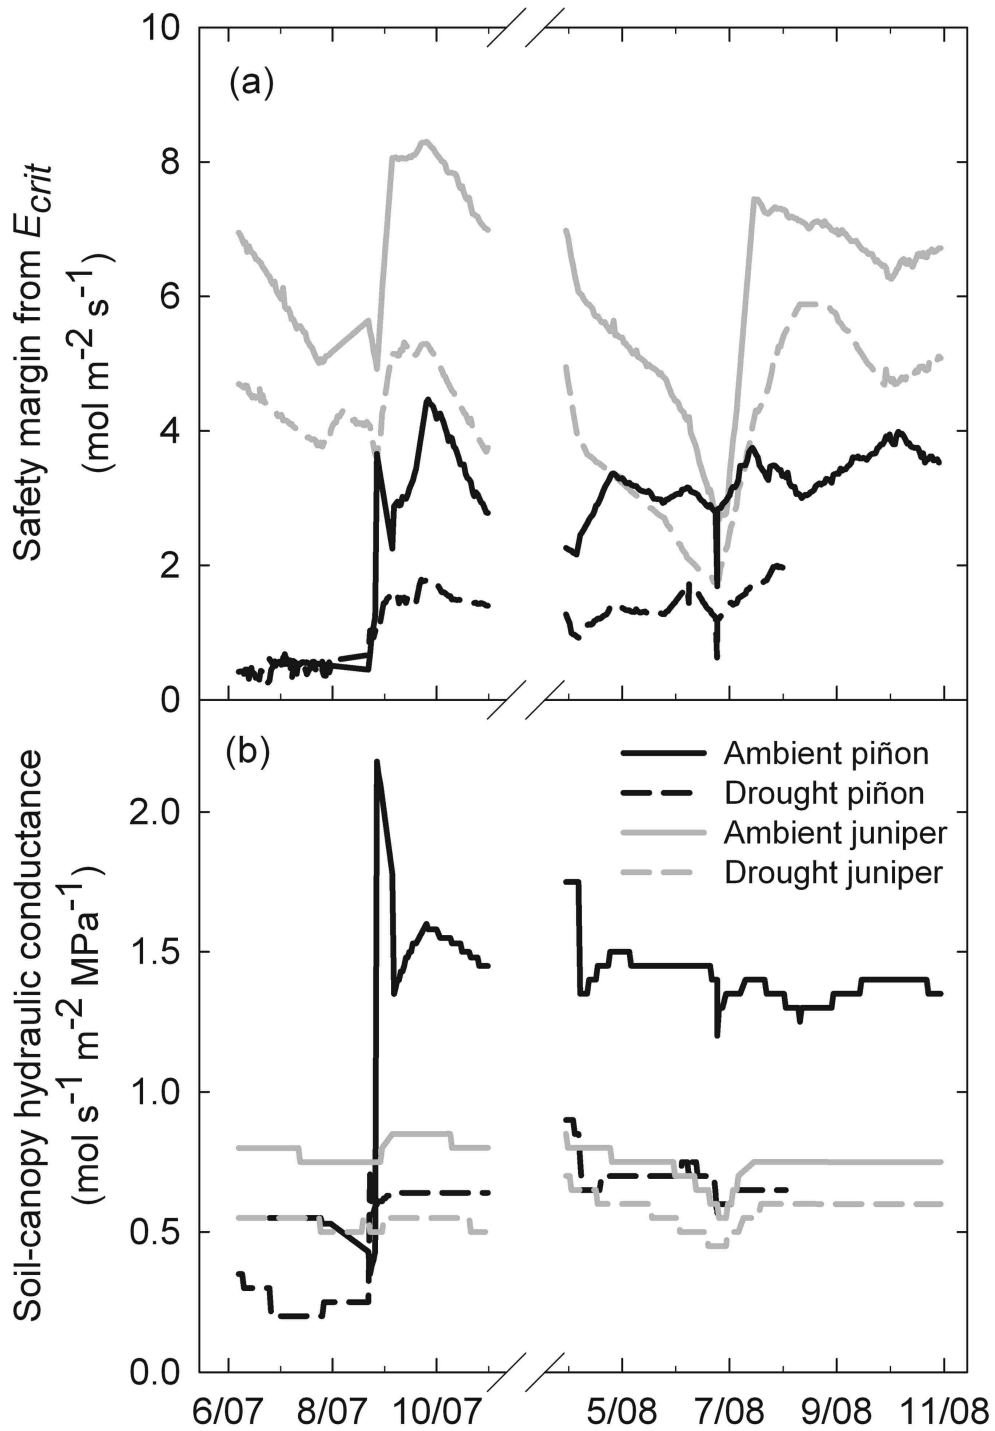 10
8
6
4
2
0
(a)
Safety margin from E_crit
(mol m⁻² s⁻¹)
(b)
Ambient piñon
Drought piñon
Ambient juniper
Drought juniper
2.0
1.5
1.0
0.5
0.0
Soil-canopy hydraulic conductance
(mol s⁻¹ m⁻² MPa⁻¹)
6/07 8/07 10/07 5/08 7/08 9/08 11/08